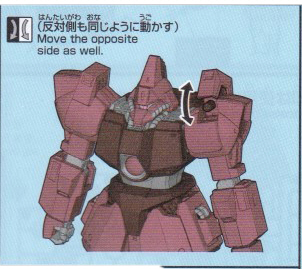 はんたいがわ おな うご
(反対側も同じように動かす)
Move the opposite
side as well.